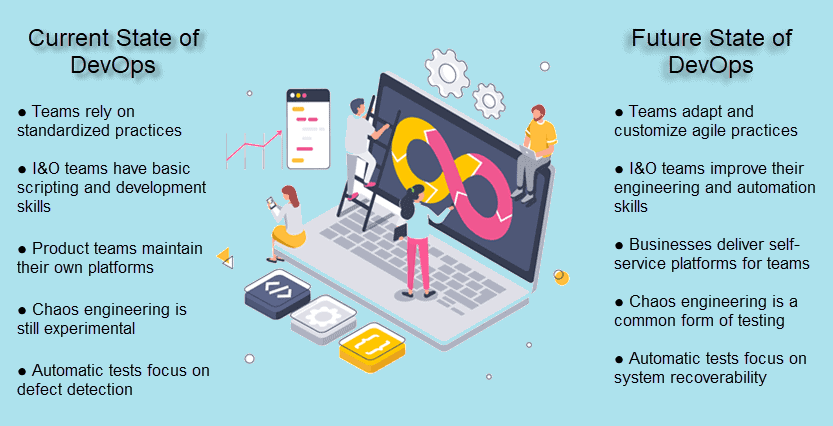 Current State of
DevOps
● Teams rely on
standardized practices
● I&O teams have basic
scripting and development
skills
● Product teams maintain
their own platforms
● Chaos engineering is
still experimental
● Automatic tests focus on
defect detection
Future State of
DevOps
● Teams adapt and
customize agile practices
● I&O teams improve their
engineering and automation
skills
● Businesses deliver self-
service platforms for teams
● Chaos engineering is a
common form of testing
● Automatic tests focus on
system recoverability